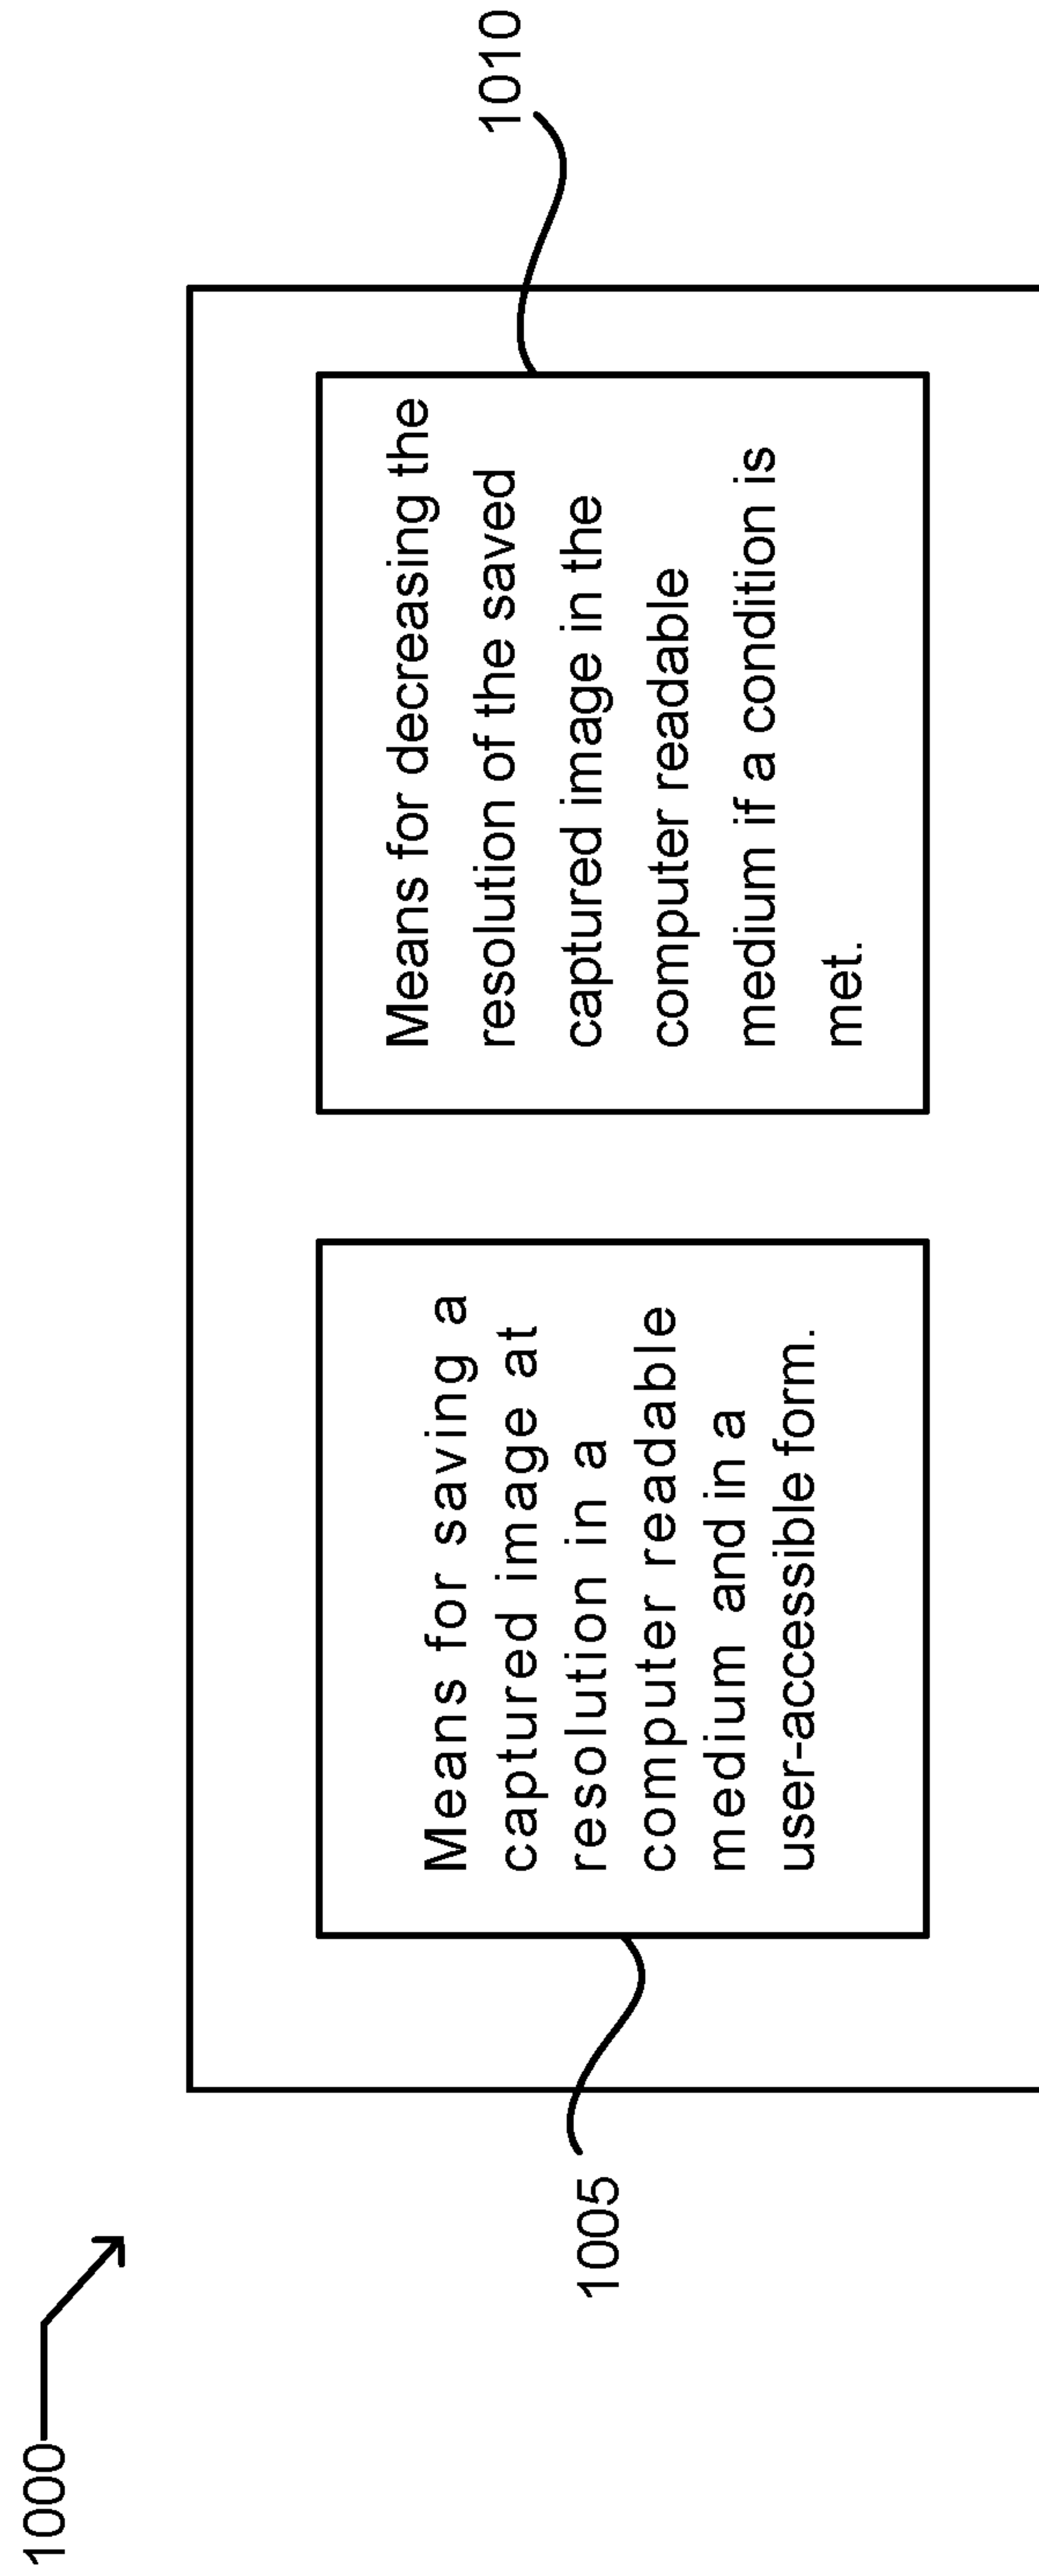 1000
1005
Means for saving a
captured image at
resolution in a
computer readable
medium and in a
user-accessible form.
Means for decreasing the
resolution of the saved
captured image in the
computer readable
medium if a condition is
met.
1010